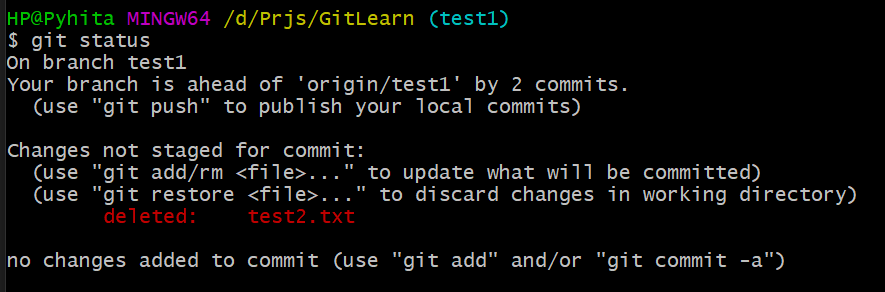 HP@Pyhita MINGW64 /d/Prjs/GitLearn (test1)
$ git status
On branch test1
Your branch is ahead of 'origin/test1' by 2 commits.
  (use "git push" to publish your local commits)

Changes not staged for commit:
  (use "git add/rm <file>..." to update what will be committed)
  (use "git restore <file>..." to discard changes in working directory)
        deleted:    test2.txt

no changes added to commit (use "git add" and/or "git commit -a")